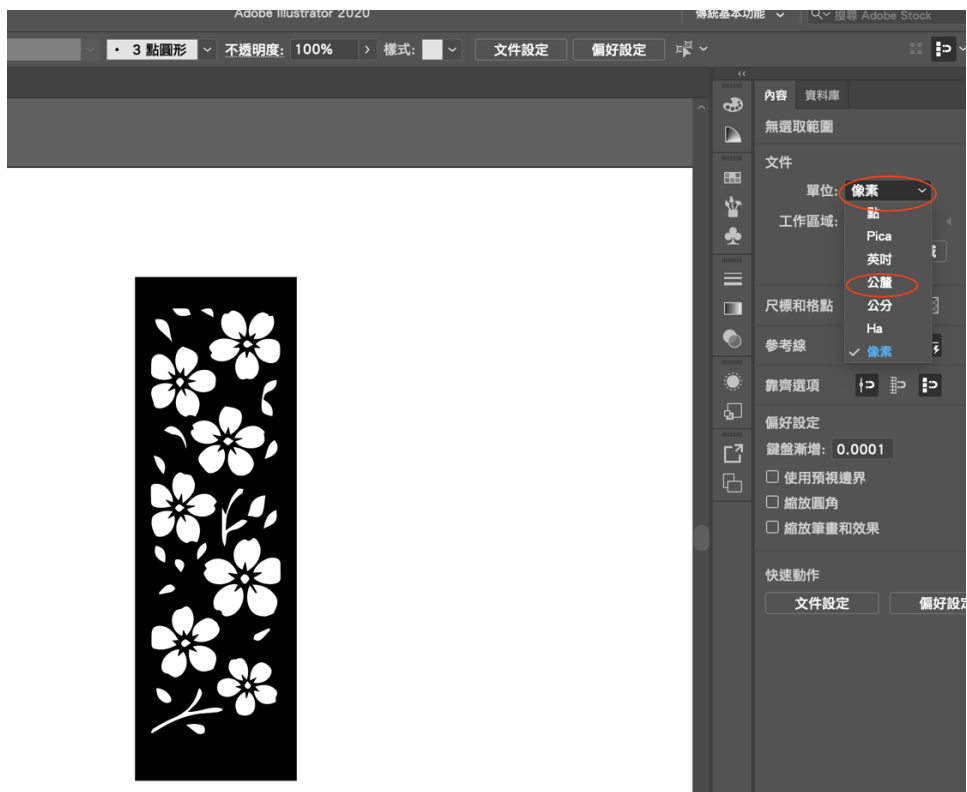 Adobe Illustrator 2020
傳統基本功能
搜尋 Adobe Stock
3 點圓形
不透明度: 100%
樣式:
文件設定
偏好設定
內容 資料庫
無選取範圍
文件
單位: 像素
點
工作區域:
Pica
英吋
公釐
尺標和格點
公分
Ha
參考線
像素
靠齊選項
偏好設定
鍵盤漸增: 0.0001
使用預視邊界
縮放圓角
縮放筆畫和效果
快速動作
文件設定
偏好設定